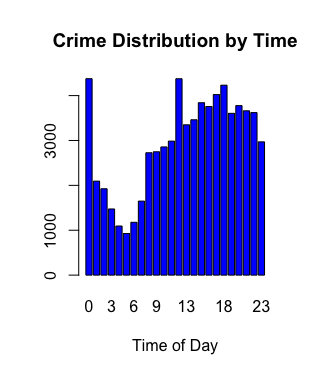 Crime Distribution by Time
3000
1000
0
0 3 6 9 13 18 23
Time of Day